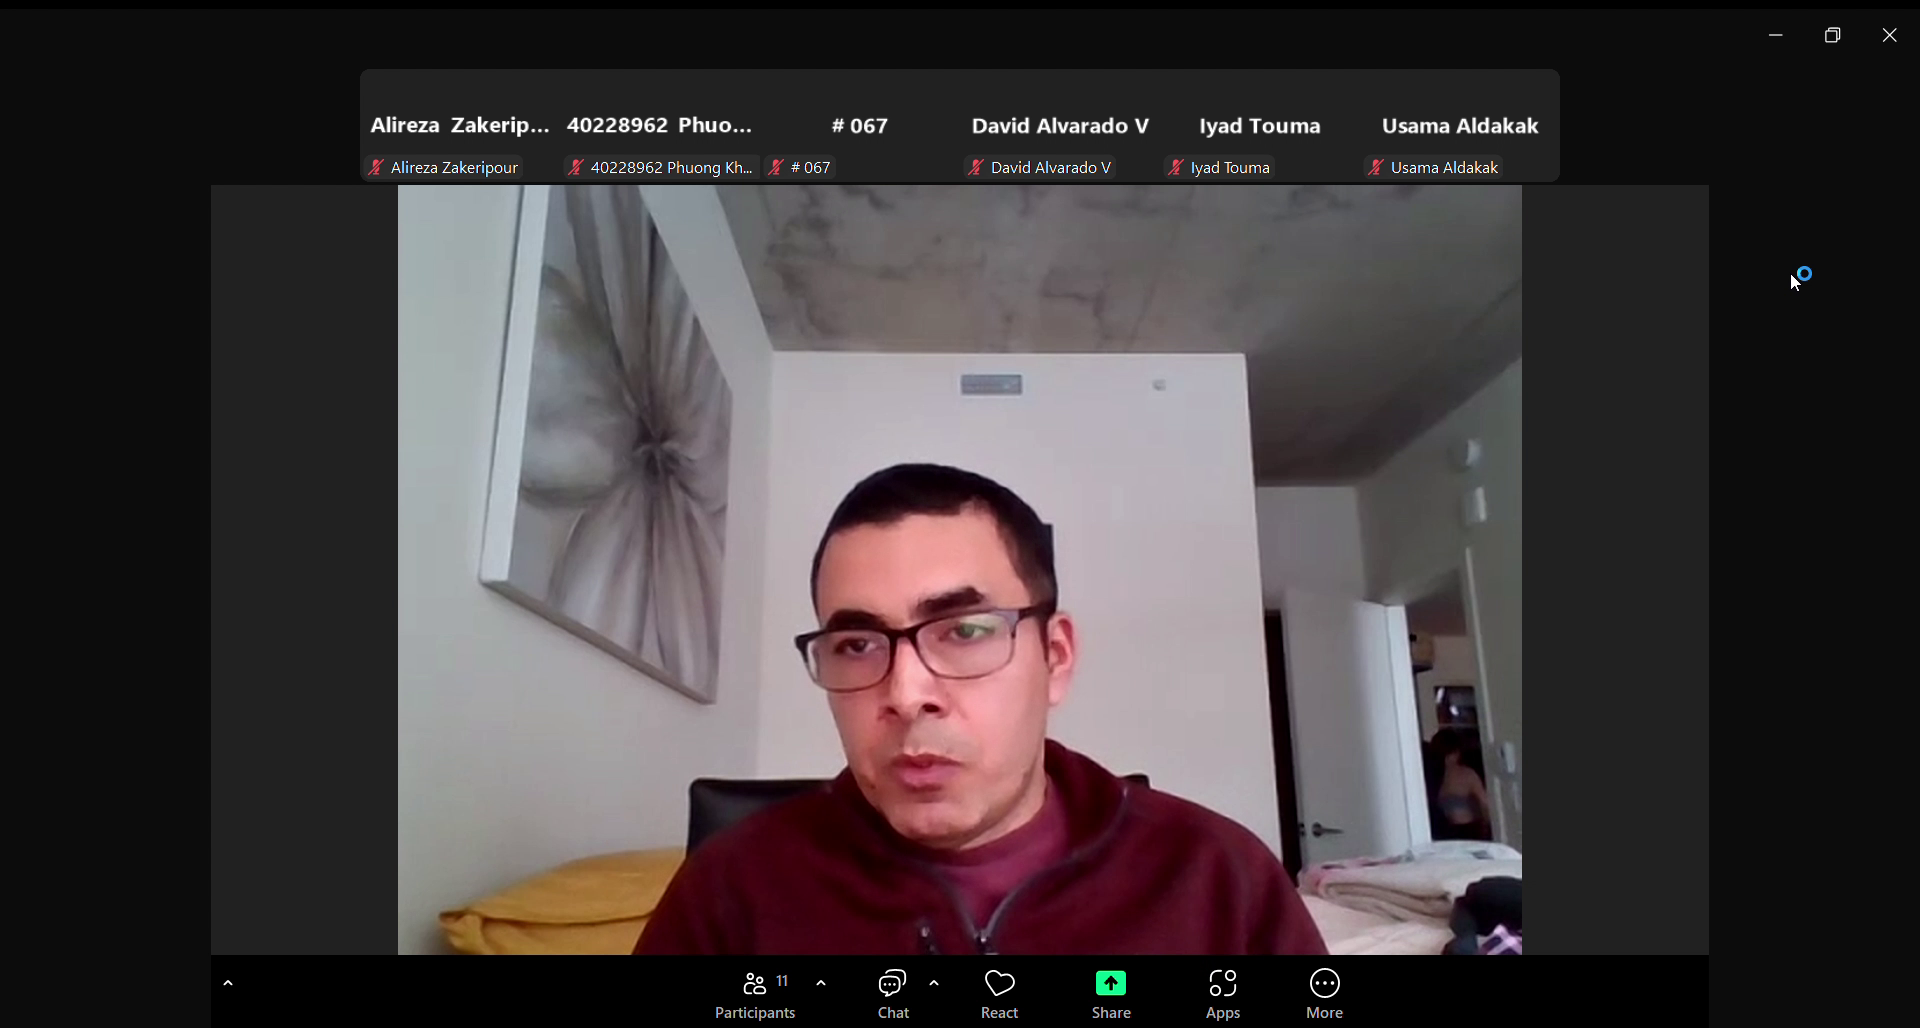 Alireza Zakerip... 40228962 Phuo... # 067 David Alvarado V Iyad Touma Usama Aldakak
Alireza Zakeripour 40228962 Phuong Kh... # 067 David Alvarado V Iyad Touma Usama Aldakak
11
Participants Chat React Share Apps More